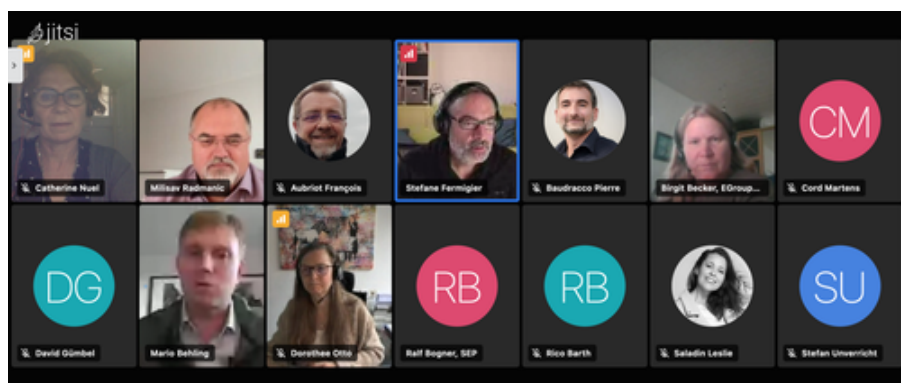 jitsi
Catherine Nuel
Milisav Radmanic
Aubriot François
Stefane Fermigier
Baudracco Pierre
Birgit Becker, EGroup...
CM
Cord Martens
DG
David Gümbel
Mario Behling
Dorothee Otto
RB
Ralf Bogner, SEP
RB
Rico Barth
Saladin Leslie
SU
Stefan Unverricht